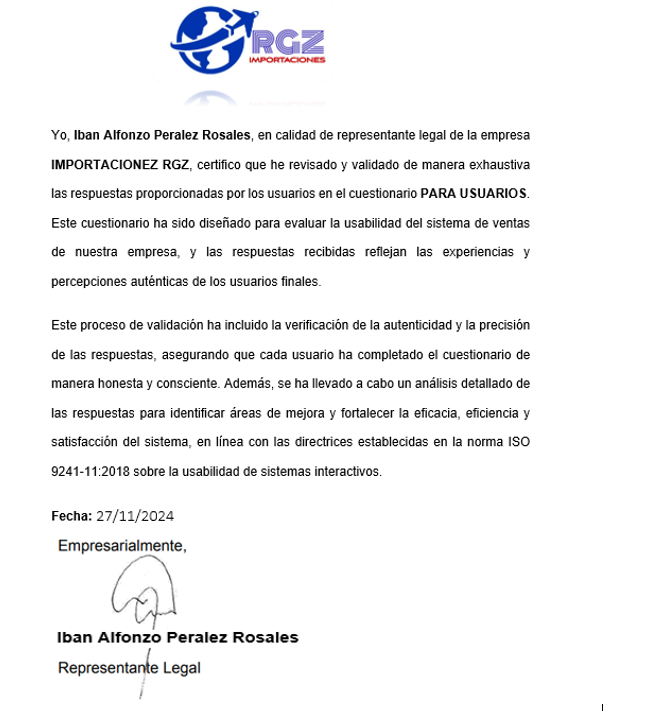 RGZ
IMPORTACIONES
Yo, Iban Alfonzo Peralez Rosales, en calidad de representante legal de la empresa
IMPORTACIONEZ RGZ, certifico que he revisado y validado de manera exhaustiva
las respuestas proporcionadas por los usuarios en el cuestionario PARA USUARIOS.
Este cuestionario ha sido diseñado para evaluar la usabilidad del sistema de ventas
de nuestra empresa, y las respuestas recibidas reflejan las experiencias y
percepciones auténticas de los usuarios finales.
Este proceso de validación ha incluido la verificación de la autenticidad y la precisión
de las respuestas, asegurando que cada usuario ha completado el cuestionario de
manera honesta y consciente. Además, se ha llevado a cabo un análisis detallado de
las respuestas para identificar áreas de mejora y fortalecer la eficacia, eficiencia y
satisfacción del sistema, en línea con las directrices establecidas en la norma ISO
9241-11:2018 sobre la usabilidad de sistemas interactivos.
Fecha: 27/11/2024
Empresarialmente,
Iban Alfonzo Peralez Rosales
Representante Legal